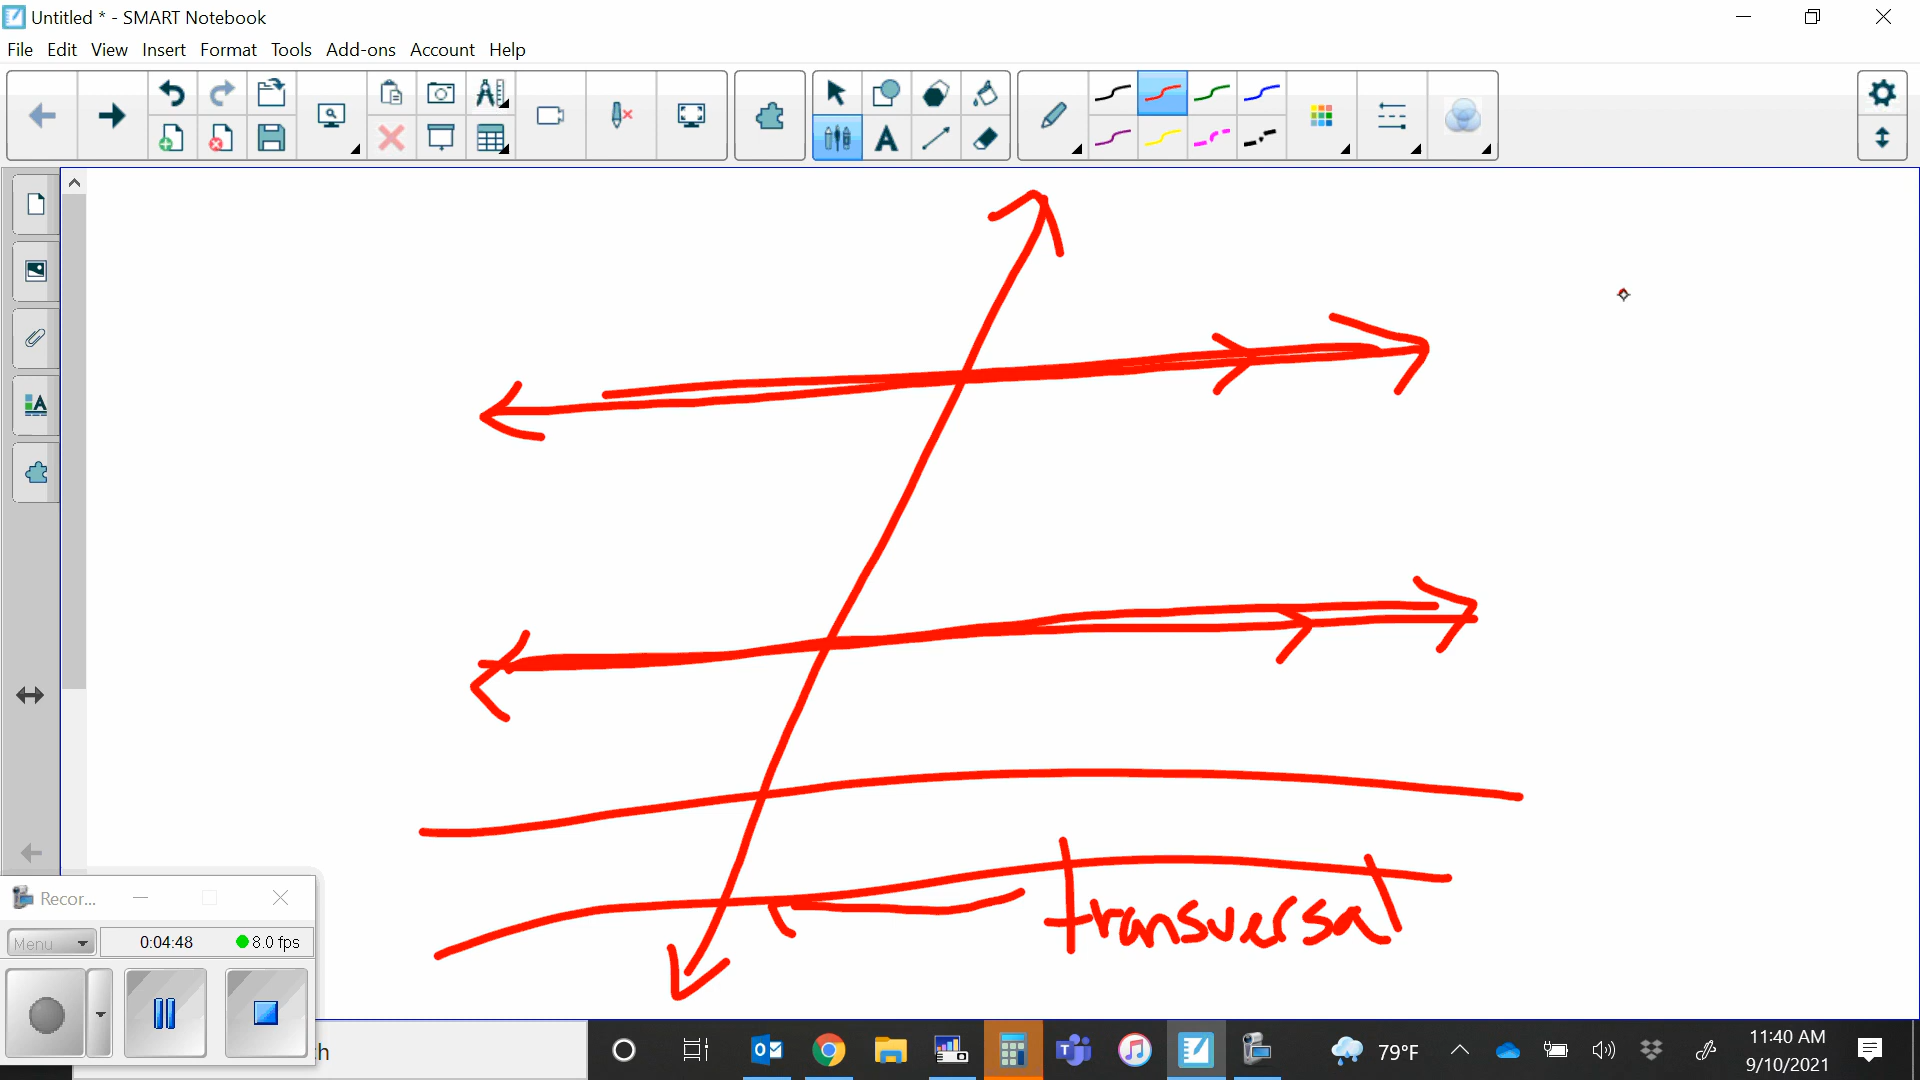 Untitled * - SMART Notebook
File Edit View Insert Format Tools Add-ons Account Help
transversal
Recor...
Menu 0:04:48 8.0 fps
79°F
11:40 AM
9/10/2021